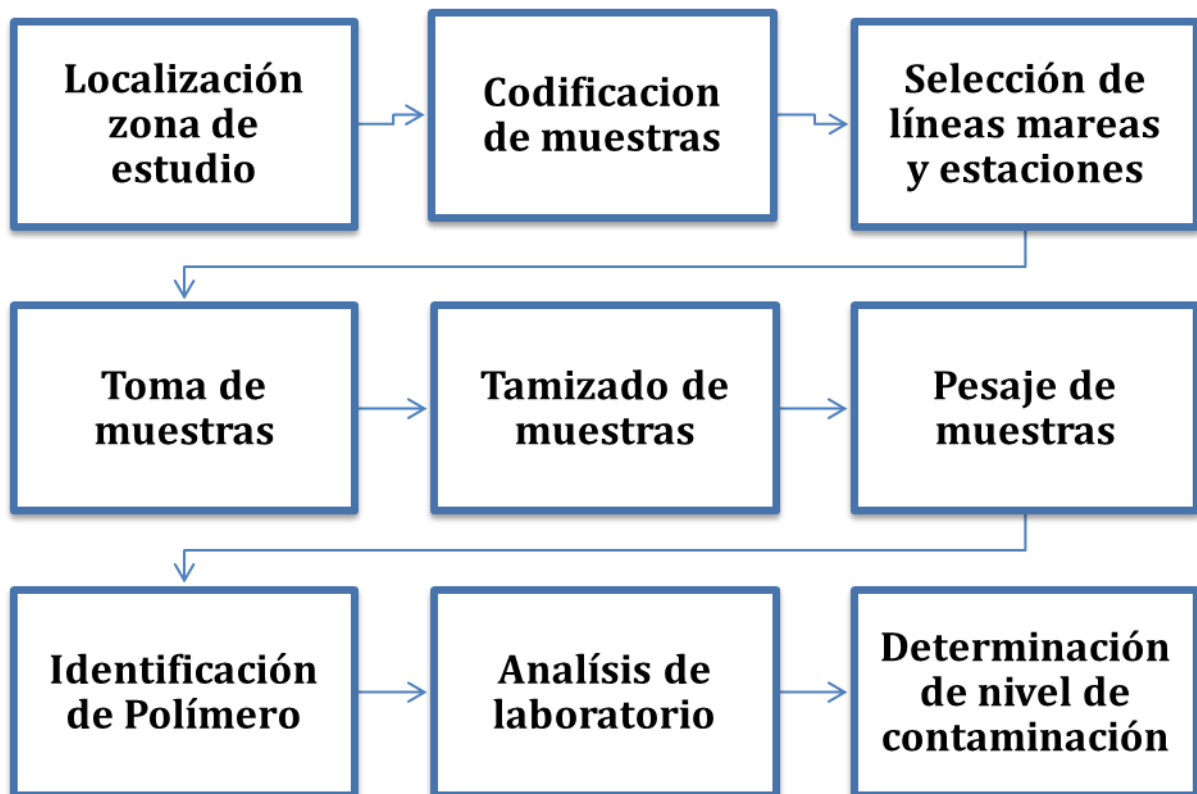 Localización
zona de
estudio
Codificacion
de muestras
Selección de
líneas mareas
y estaciones
Toma de
muestras
Tamizado de
muestras
Pesaje de
muestras
Identificación
de Polímero
Analísis de
laboratorio
Determinación
de nivel de
contaminación